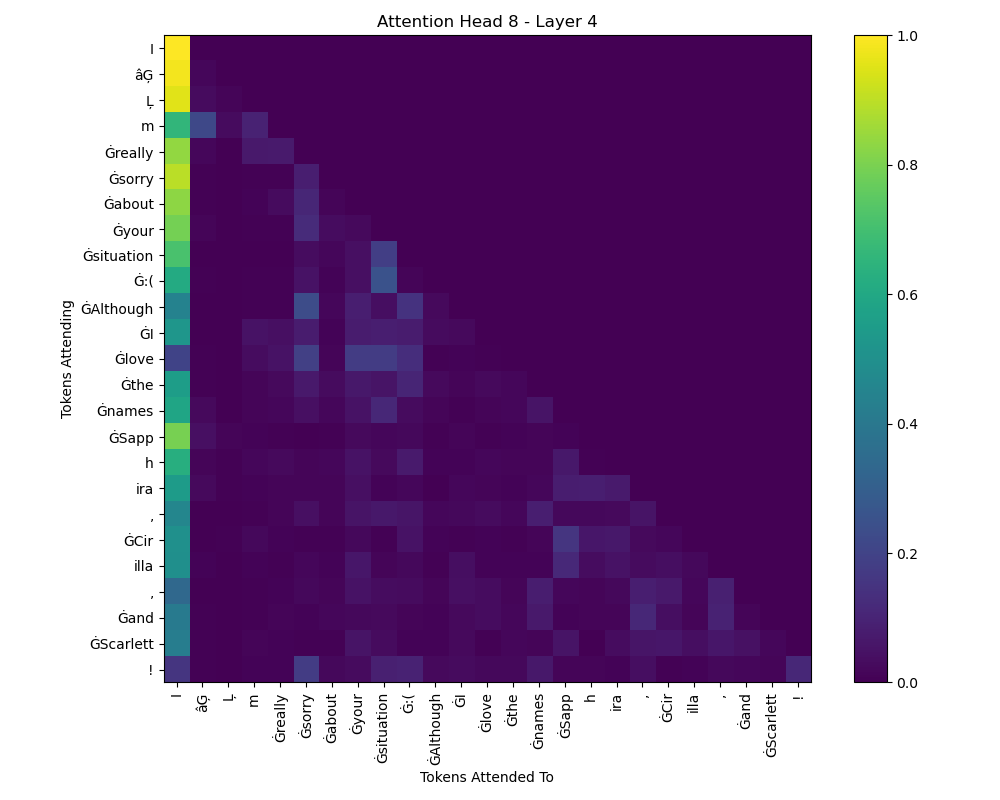 Attention Head 8 - Layer 4
Tokens Attending
I
âĢ
Ļ
m
Ġreally
Ġsorry
Ġabout
Ġyour
Ġsituation
Ġ:(
ĠAlthough
ĠI
Ġlove
Ġthe
Ġnames
ĠSapp
h
ira
,
ĠCir
illa
,
Ġand
ĠScarlett
!
I
âĢ
Ļ
m
Ġreally
Ġsorry
Ġabout
Ġyour
Ġsituation
Ġ:(
ĠAlthough
ĠI
Ġlove
Ġthe
Ġnames
ĠSapp
h
ira
,
ĠCir
illa
,
Ġand
ĠScarlett
!
Tokens Attended To
1.0
0.8
0.6
0.4
0.2
0.0